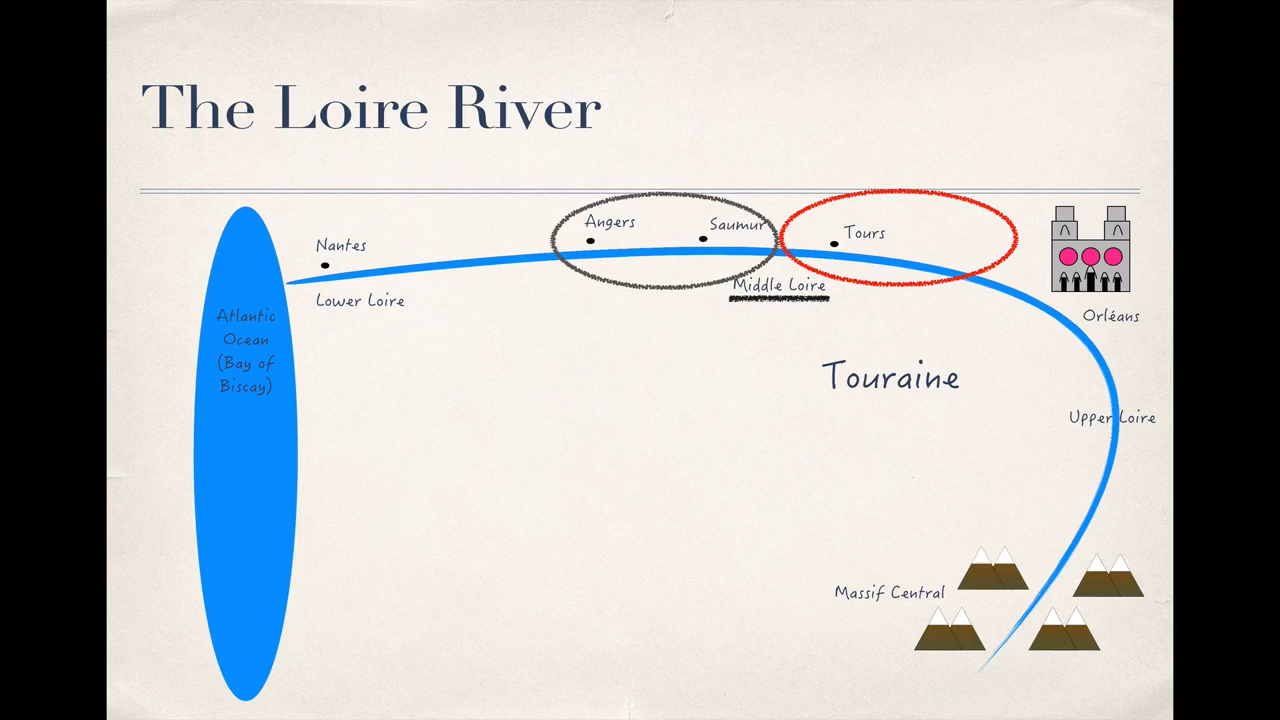 The Loire River
Angers
Saumur
Tours
Nantes
Middle Loire
Lower Loire
Atlantic
Ocean
(Bay of
Biscay)
Orléans
Touraine
Upper Loire
Massif Central